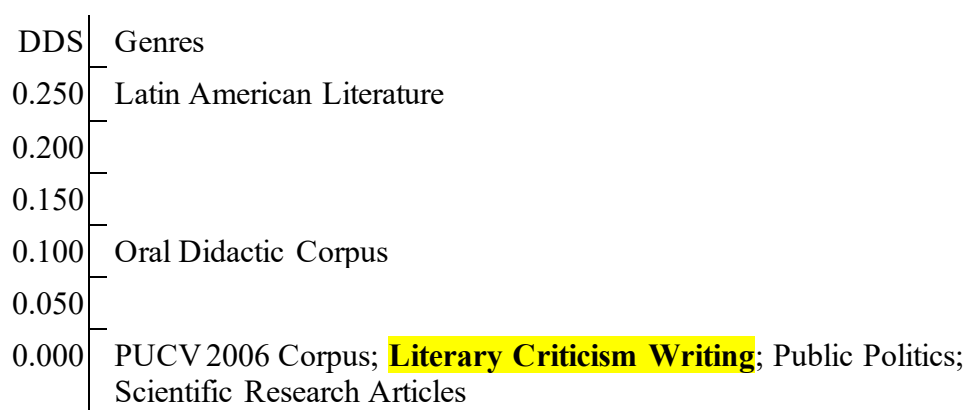 DDS Genres
0.250 Latin American Literature
0.200
0.150
0.100 Oral Didactic Corpus
0.050
0.000 PUCV 2006 Corpus; Literary Criticism Writing; Public Politics;
Scientific Research Articles